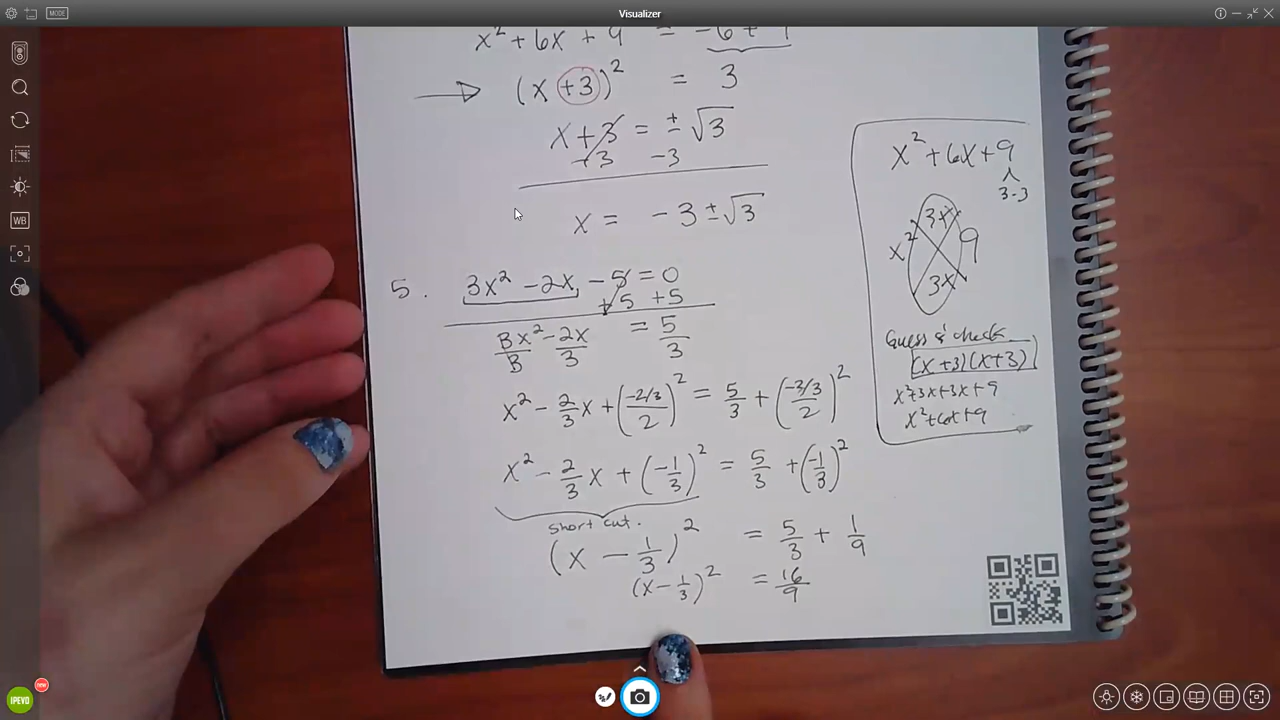 MODE
Visualizer
x² + 6x + 9 = -6 + 9
→ (x +3)² = 3
x + 3 = ± √3
-3 -3
x = -3 ± √3
5. 3x² - 2x - 5 = 0
+5 +5
3x²/3 - 2x/3 = 5/3
x² - 2/3 x + (-2/3 / 2)² = 5/3 + (-3/3 / 2)²
x² - 2/3 x + (-1/3)² = 5/3 + (-1/3)²
short cut.
(x - 1/3)² = 5/3 + 1/9
(x - 1/3)² = 16/9
x² + 6x + 9
3·3
3x
x² 9
3x
Guess & check
(x+3)(x+3)
x²+3x+3x+9
x²+6x+9
IPEVO
new